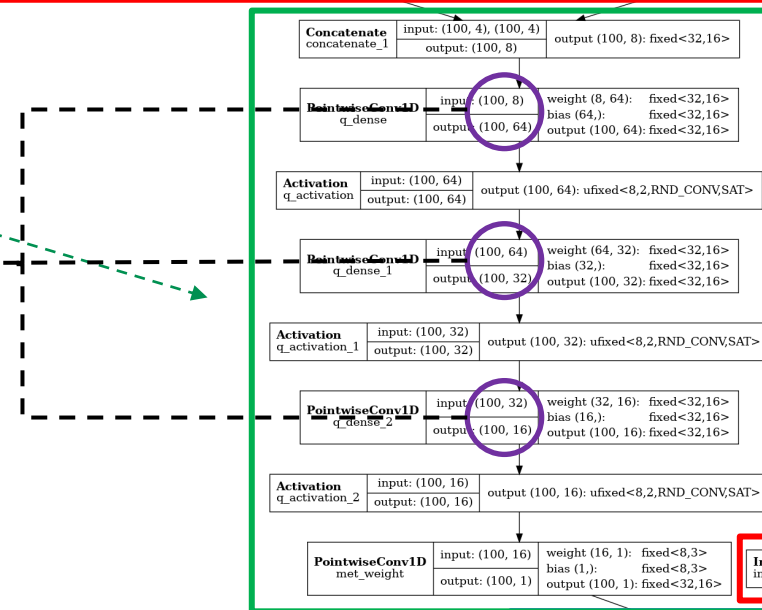 Concatenate
concatenate_1
input: (100, 4), (100, 4)
output: (100, 8)
output (100, 8): fixed<32,16>
PointwiseConv1D
q_dense
input: (100, 8)
output: (100, 64)
weight (8, 64): fixed<32,16>
bias (64,): fixed<32,16>
output (100, 64): fixed<32,16>
Activation
q_activation
input: (100, 64)
output: (100, 64)
output (100, 64): ufixed<8,2,RND_CONV,SAT>
PointwiseConv1D
q_dense_1
input: (100, 64)
output: (100, 32)
weight (64, 32): fixed<32,16>
bias (32,): fixed<32,16>
output (100, 32): fixed<32,16>
Activation
q_activation_1
input: (100, 32)
output: (100, 32)
output (100, 32): ufixed<8,2,RND_CONV,SAT>
PointwiseConv1D
q_dense_2
input: (100, 32)
output: (100, 16)
weight (32, 16): fixed<32,16>
bias (16,): fixed<32,16>
output (100, 16): fixed<32,16>
Activation
q_activation_2
input: (100, 16)
output: (100, 16)
output (100, 16): ufixed<8,2,RND_CONV,SAT>
PointwiseConv1D
met_weight
input: (100, 16)
output: (100, 1)
weight (16, 1): fixed<8,3>
bias (1,): fixed<8,3>
output (100, 1): fixed<32,16>